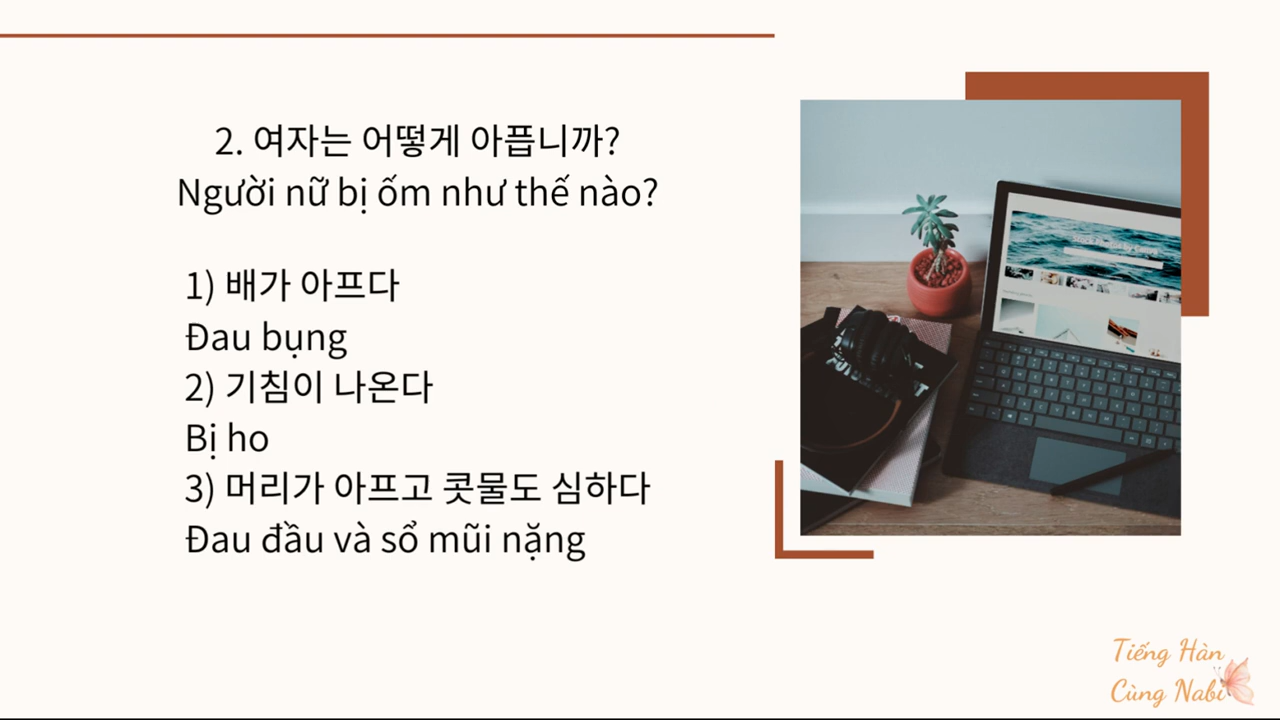 2. 여자는 어떻게 아픕니까?
Người nữ bị ốm như thế nào?
1) 배가 아프다
Đau bụng
2) 기침이 나온다
Bị ho
3) 머리가 아프고 콧물도 심하다
Đau đầu và sổ mũi nặng
Tiếng Hàn
Cùng Nabi